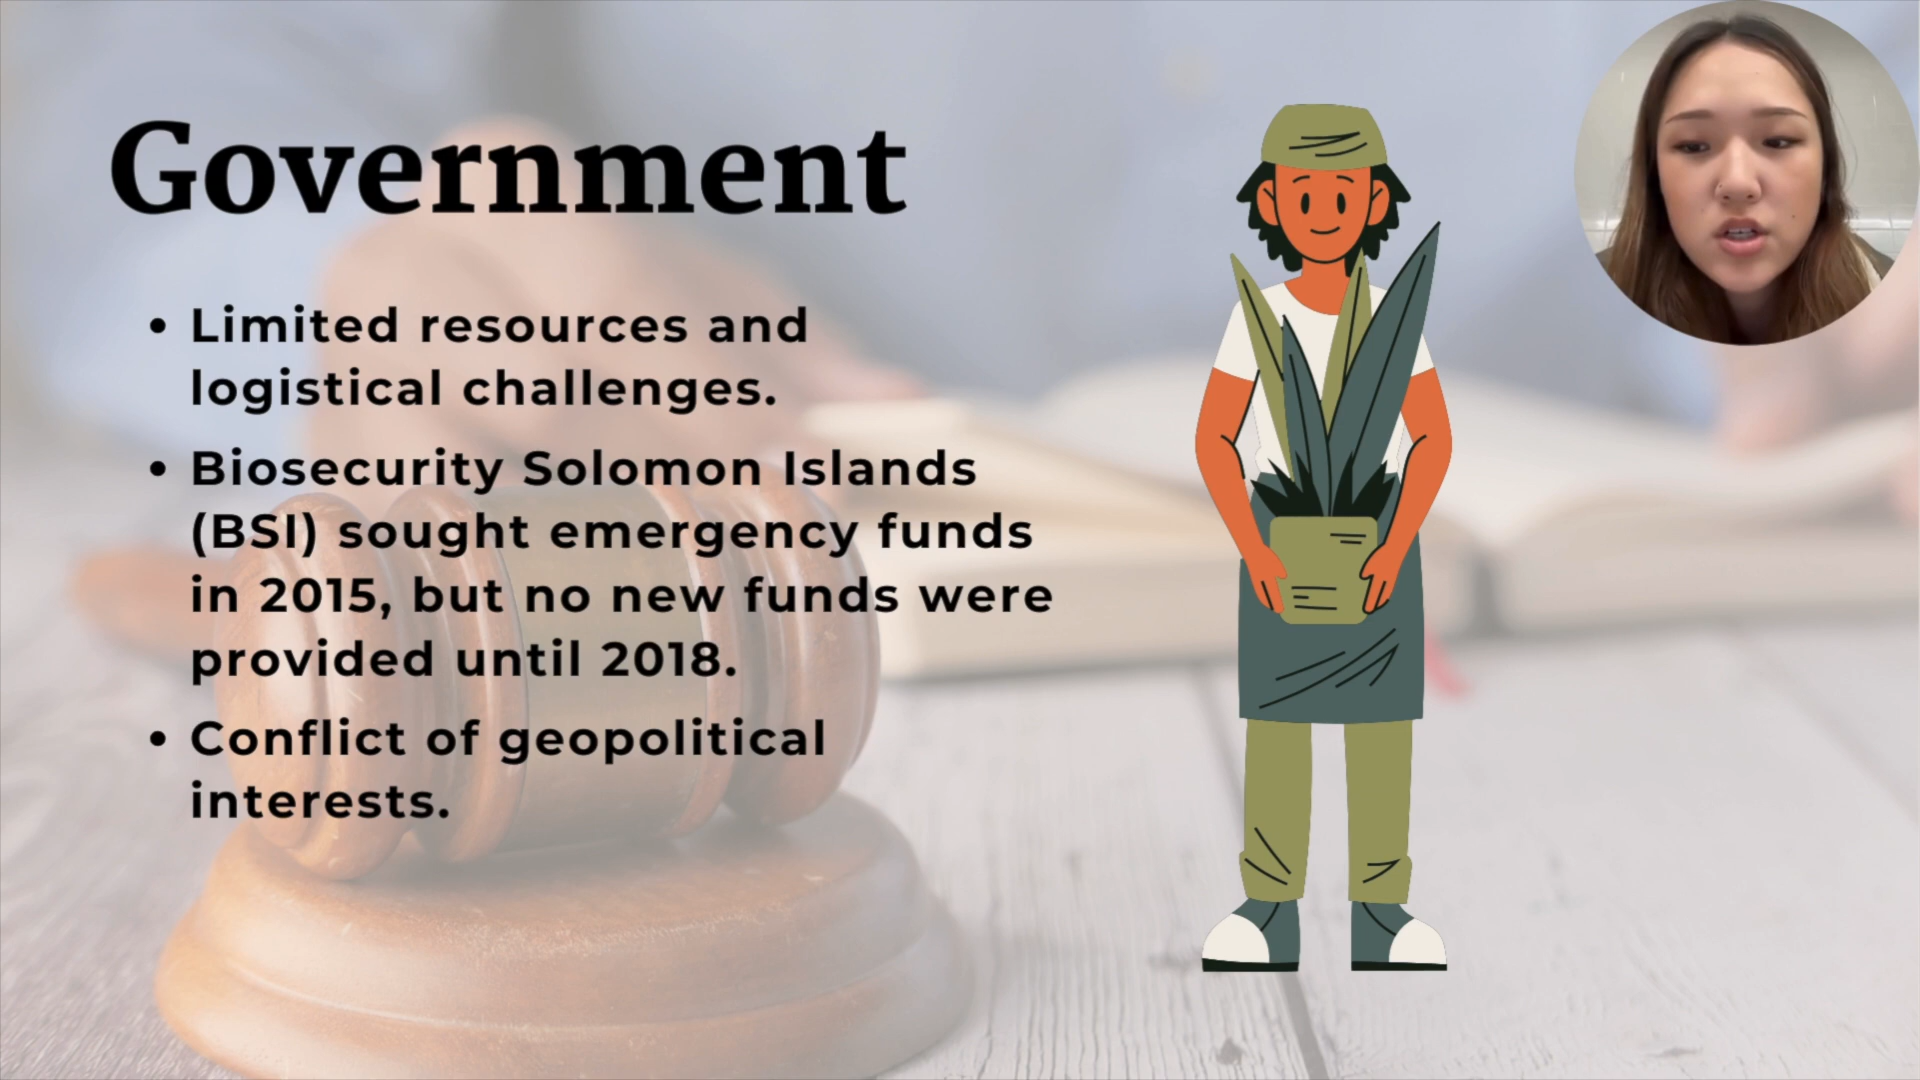 Government
• Limited resources and
logistical challenges.
• Biosecurity Solomon Islands
(BSI) sought emergency funds
in 2015, but no new funds were
provided until 2018.
• Conflict of geopolitical
interests.